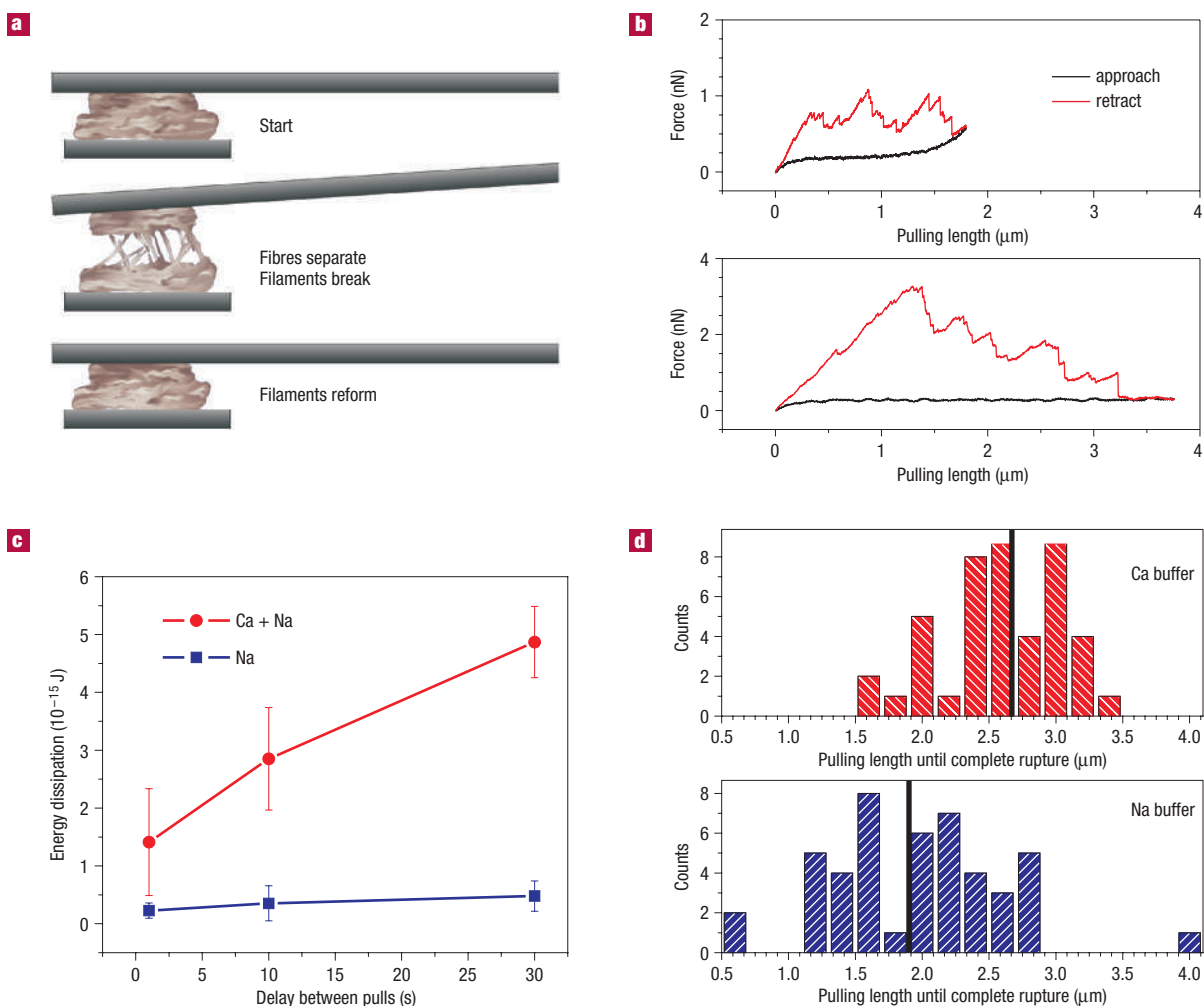 a
Start
Fibres separate
Filaments break
Filaments reform
b
2
1
0
Force (nN)
approach
retract
0 1 2 3 4
Pulling length (μm)
4
2
0
Force (nN)
0 1 2 3 4
Pulling length (μm)
c
6
5
4
3
2
1
0
Energy dissipation (10⁻¹⁵ J)
Ca + Na
Na
0 5 10 15 20 25 30
Delay between pulls (s)
d
8
6
4
2
0
Counts
Ca buffer
0.5 1.0 1.5 2.0 2.5 3.0 3.5 4.0
Pulling length until complete rupture (μm)
8
6
4
2
0
Counts
Na buffer
0.5 1.0 1.5 2.0 2.5 3.0 3.5 4.0
Pulling length until complete rupture (μm)